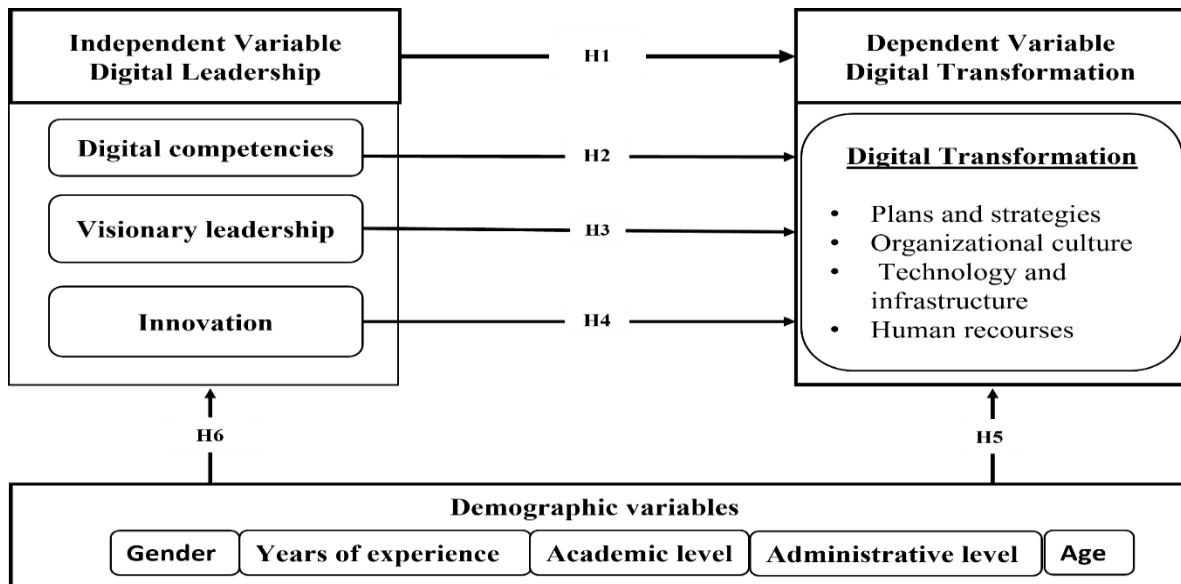 Independent Variable
Digital Leadership
H1
Dependent Variable
Digital Transformation
Digital competencies
H2
Visionary leadership
H3
Innovation
H4
Digital Transformation
• Plans and strategies
• Organizational culture
• Technology and
infrastructure
• Human recourses
H6
H5
Demographic variables
Gender
Years of experience
Academic level
Administrative level
Age